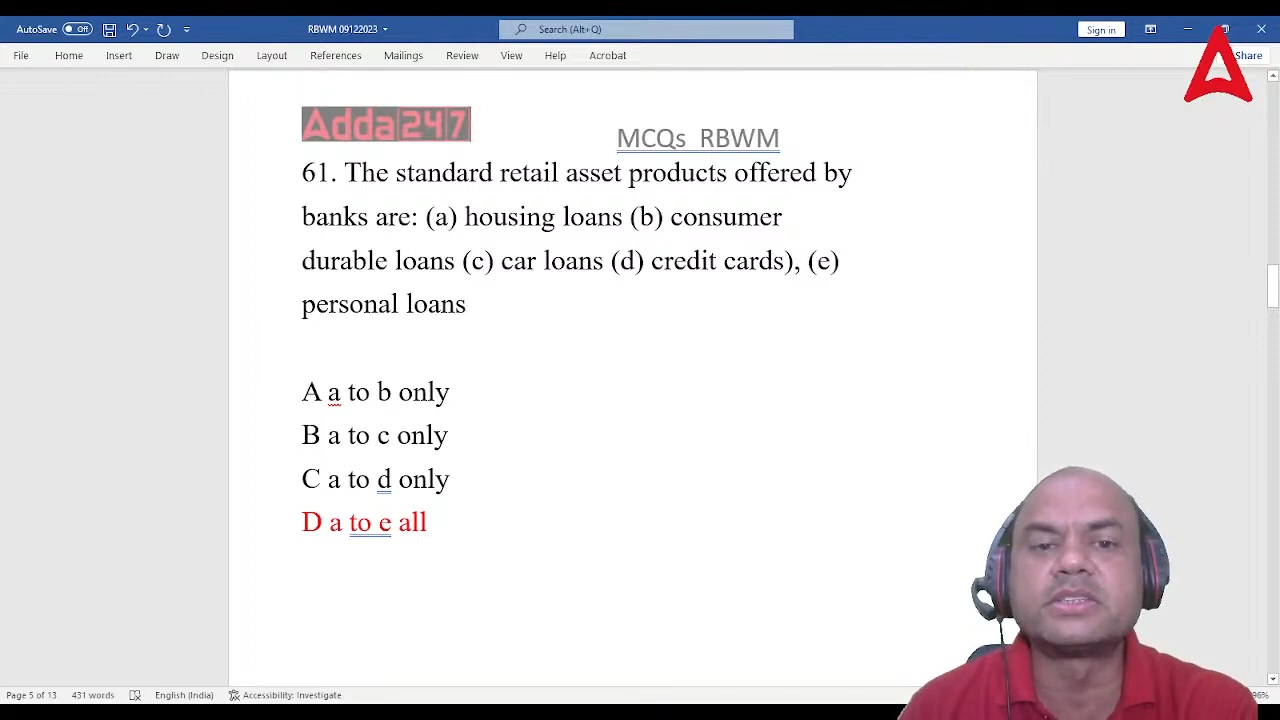 AutoSave Off RBWM 09122023 Search (Alt+Q) Sign in
File Home Insert Draw Design Layout References Mailings Review View Help Acrobat Share
Adda247
MCQs RBWM
61. The standard retail asset products offered by
banks are: (a) housing loans (b) consumer
durable loans (c) car loans (d) credit cards), (e)
personal loans
A a to b only
B a to c only
C a to d only
D a to e all
Page 5 of 13 431 words English (India) Accessibility: Investigate 96%